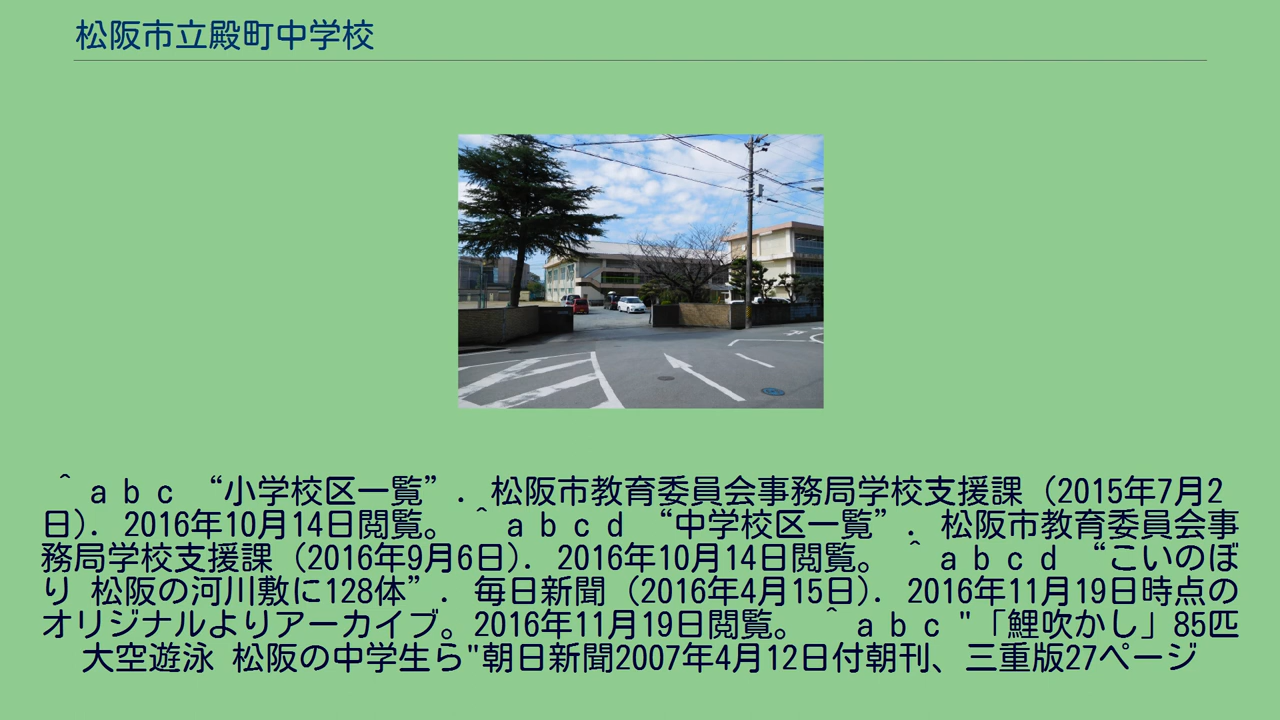 松阪市立殿町中学校
^ a b c “小学校区一覧”. 松阪市教育委員会事務局学校支援課 (2015年7月2
日). 2016年10月14日閲覧。 ^ a b c d “中学校区一覧”. 松阪市教育委員会事
務局学校支援課 (2016年9月6日). 2016年10月14日閲覧。 ^ a b c d “こいのぼ
り 松阪の河川敷に128体”. 毎日新聞 (2016年4月15日). 2016年11月19日時点の
オリジナルよりアーカイブ。2016年11月19日閲覧。 ^ a b c "「鯉吹かし」85匹
大空遊泳 松阪の中学生ら"朝日新聞2007年4月12日付朝刊、三重版27ページ